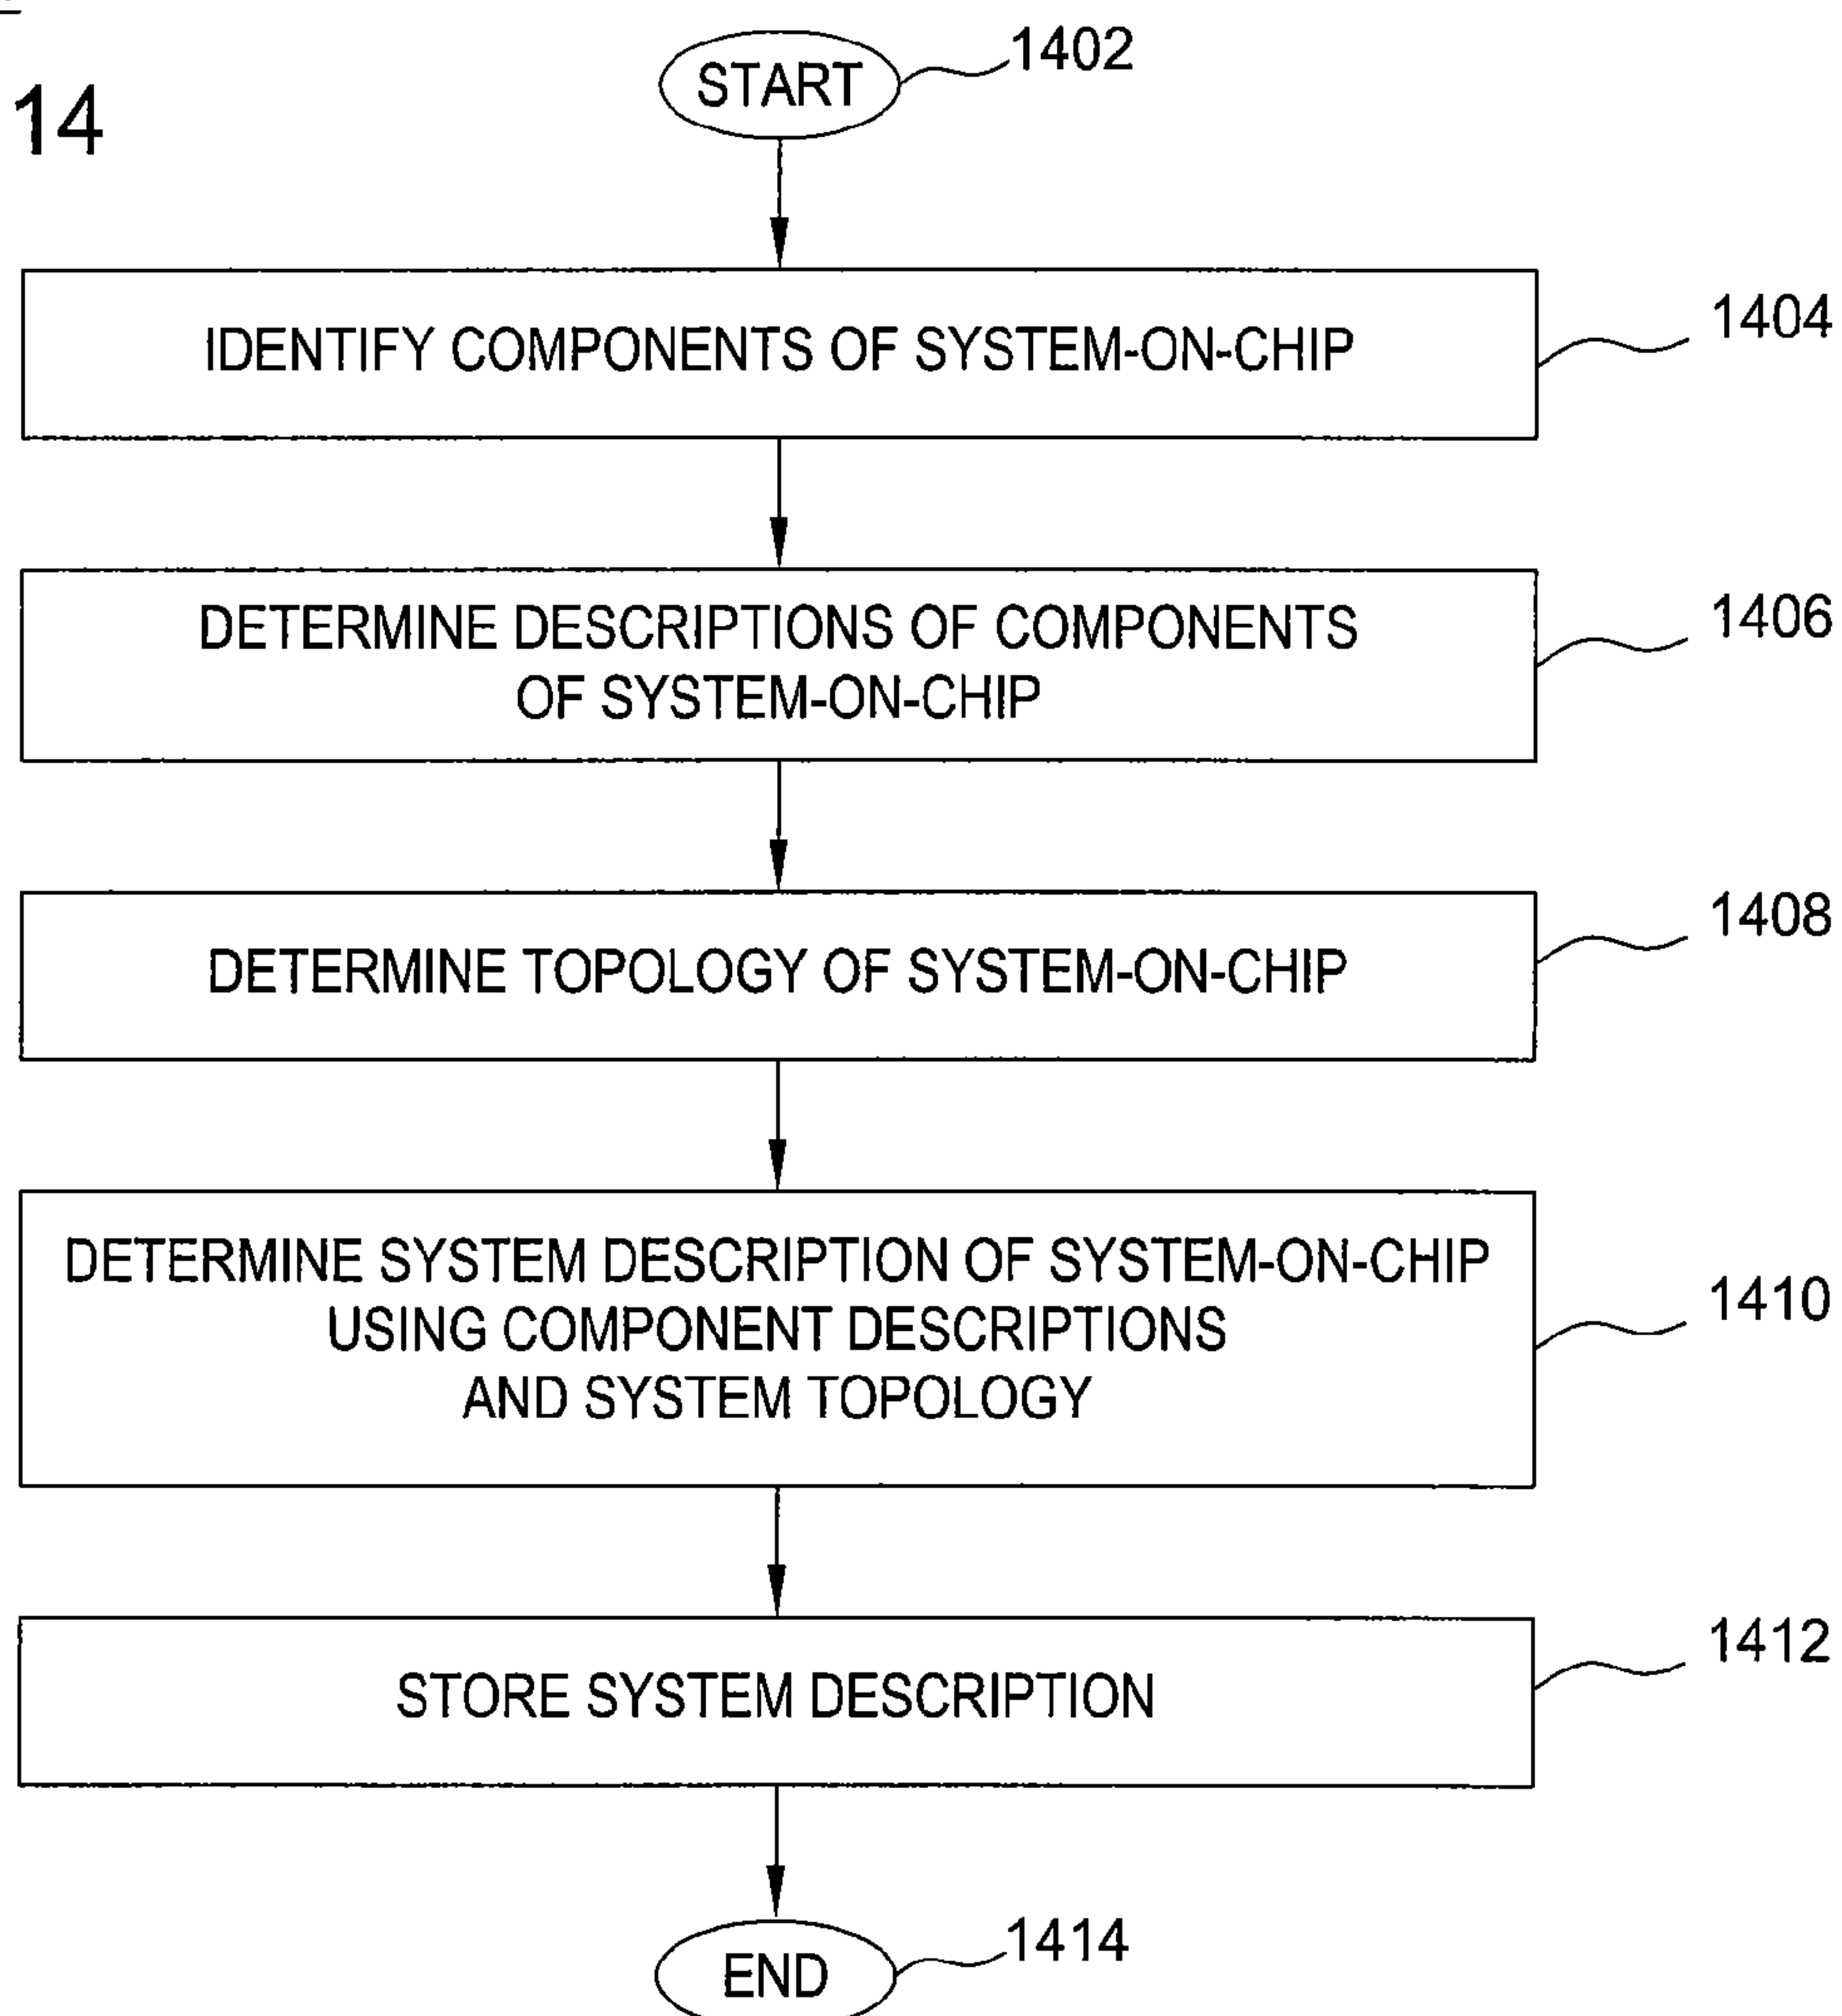 14
START
1402
IDENTIFY COMPONENTS OF SYSTEM-ON-CHIP
1404
DETERMINE DESCRIPTIONS OF COMPONENTS
OF SYSTEM-ON-CHIP
1406
DETERMINE TOPOLOGY OF SYSTEM-ON-CHIP
1408
DETERMINE SYSTEM DESCRIPTION OF SYSTEM-ON-CHIP
USING COMPONENT DESCRIPTIONS
AND SYSTEM TOPOLOGY
1410
STORE SYSTEM DESCRIPTION
1412
END
1414